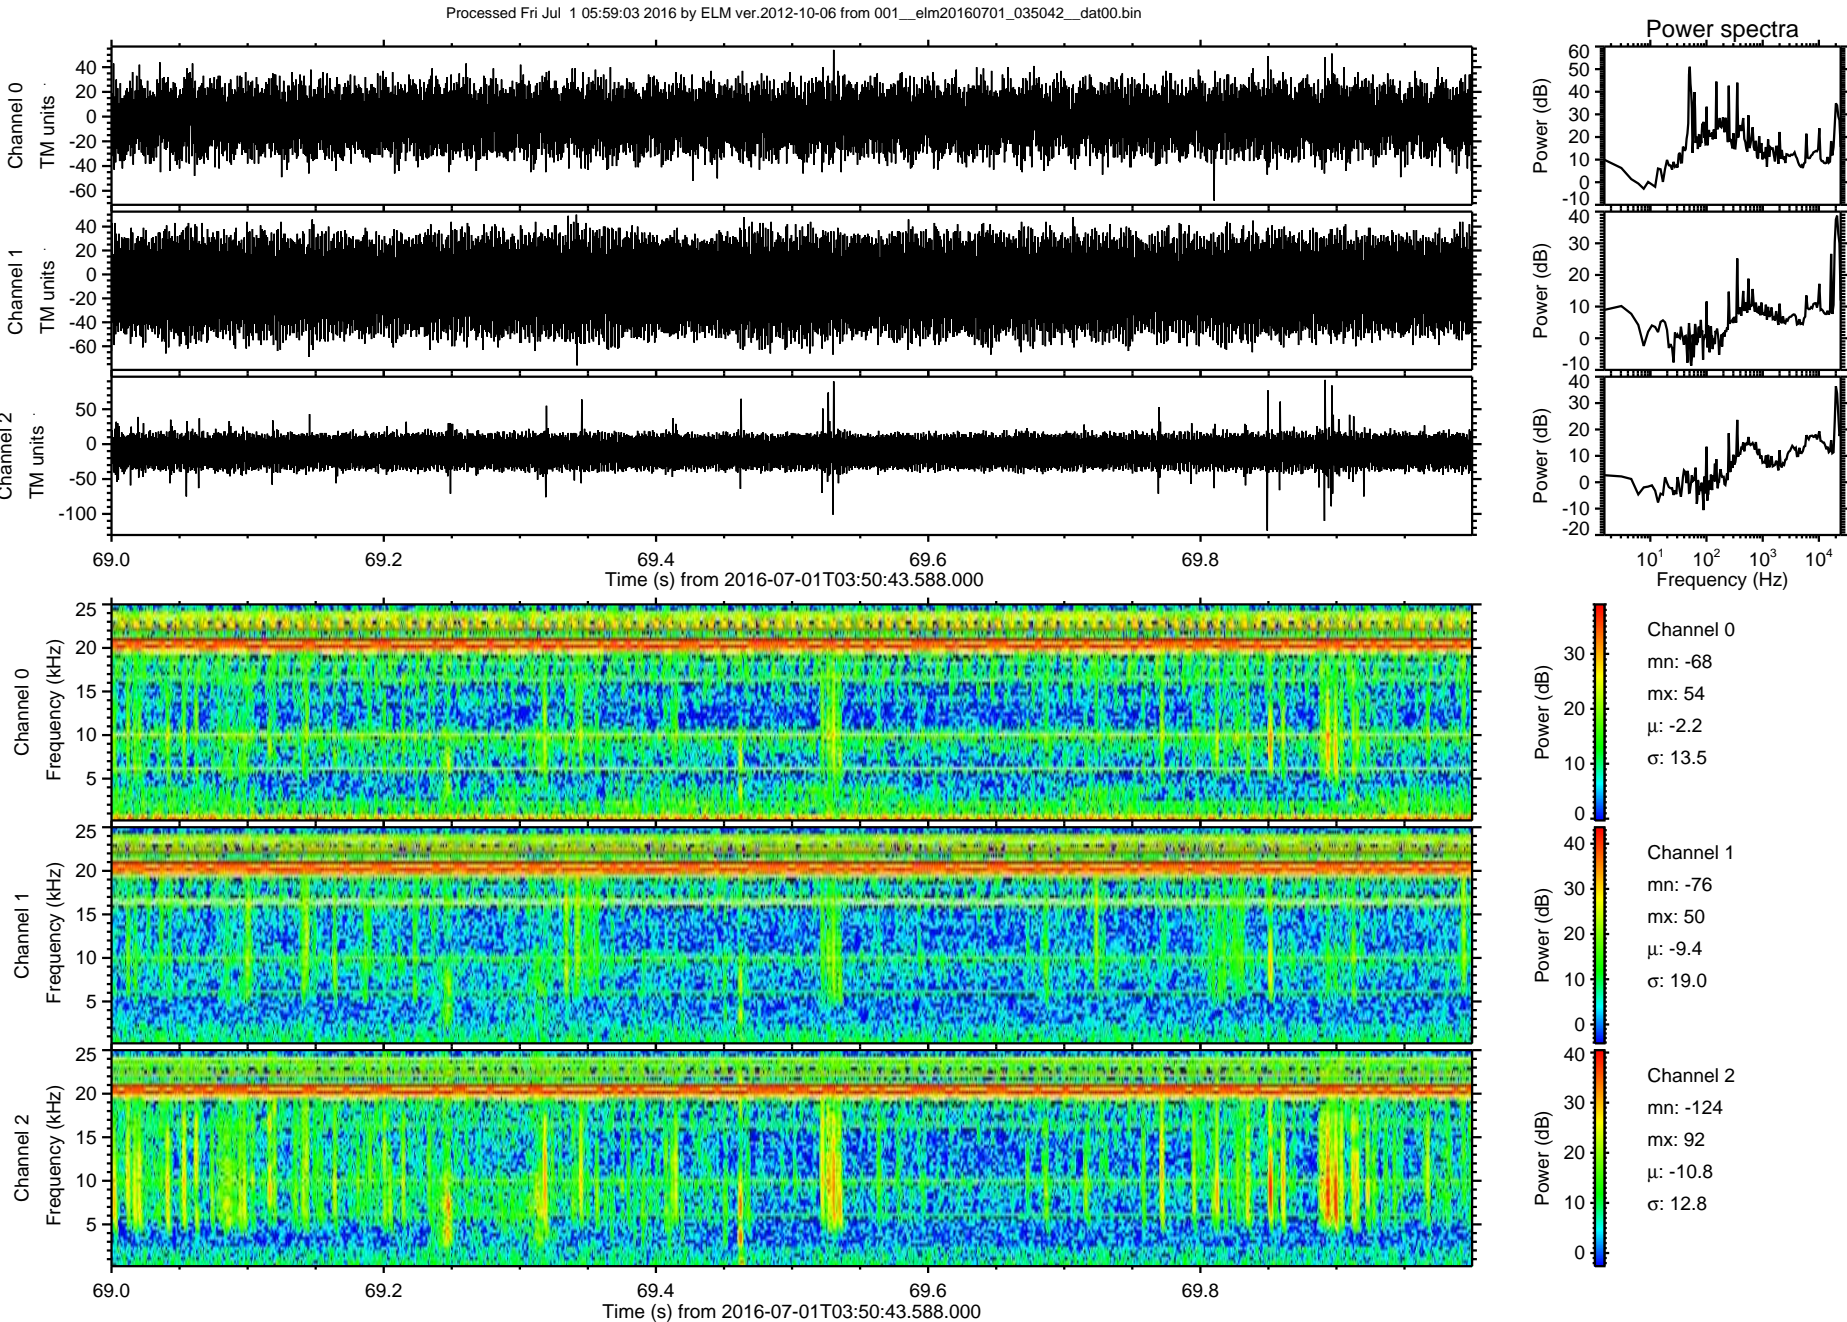 Processed Fri Jul 1 05:59:03 2016 by ELM ver.2012-10-06 from 001__elm20160701_035042__dat00.bin
Power spectra
Channel 0
TM units
40
20
0
-20
-40
-60
Power (dB)
60
50
40
30
20
10
0
-10
Channel 1
TM units
40
20
0
-20
-40
-60
Power (dB)
40
30
20
10
0
-10
Channel 2
TM units
50
0
-50
-100
Power (dB)
40
30
20
10
0
-10
-20
69.0 69.2 69.4 69.6 69.8
Time (s) from 2016-07-01T03:50:43.588.000
10¹ 10² 10³ 10⁴
Frequency (Hz)
Channel 0
Frequency (kHz)
25
20
15
10
5
Power (dB)
30
20
10
0
Channel 0
mn: -68
mx: 54
μ: -2.2
σ: 13.5
Channel 1
Frequency (kHz)
25
20
15
10
5
Power (dB)
40
30
20
10
0
Channel 1
mn: -76
mx: 50
μ: -9.4
σ: 19.0
Channel 2
Frequency (kHz)
25
20
15
10
5
Power (dB)
40
30
20
10
0
Channel 2
mn: -124
mx: 92
μ: -10.8
σ: 12.8
69.0 69.2 69.4 69.6 69.8
Time (s) from 2016-07-01T03:50:43.588.000